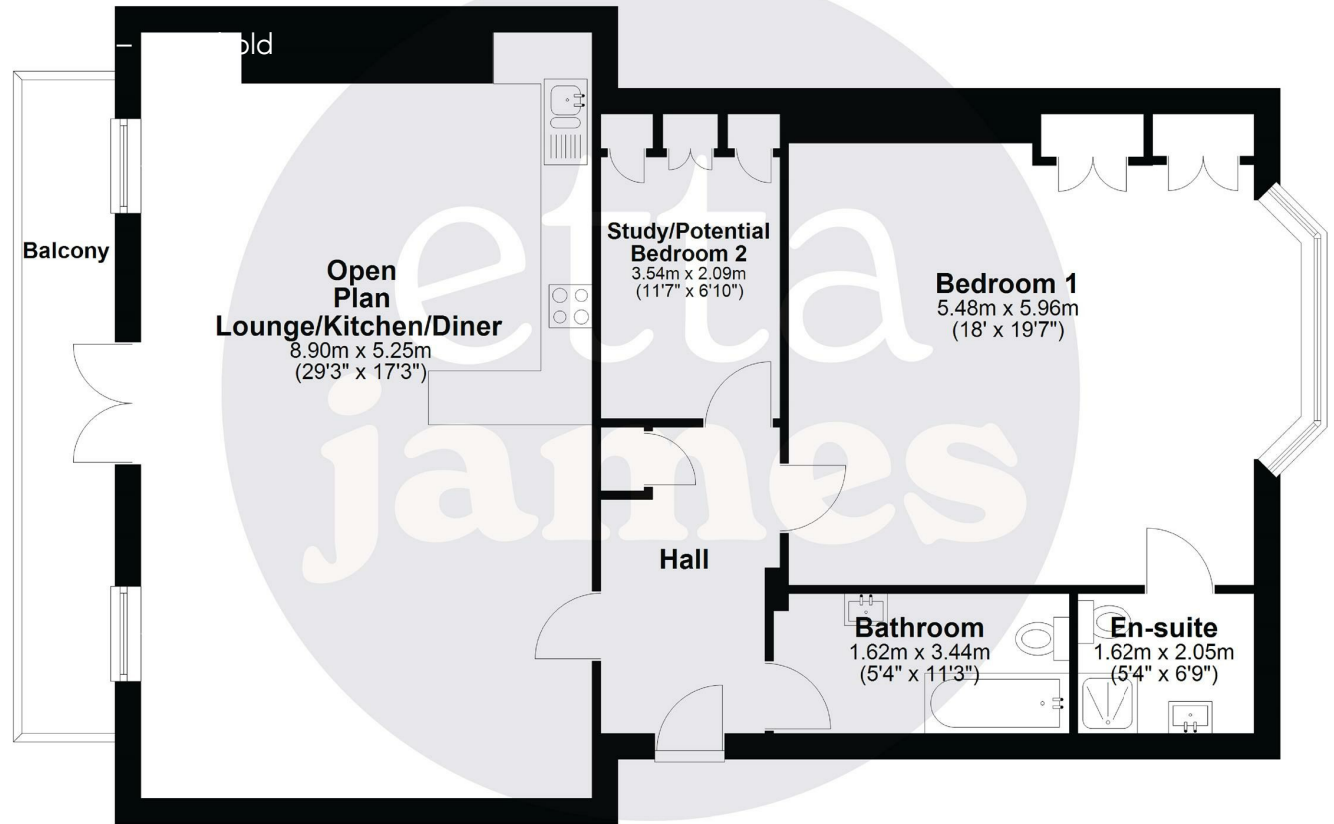 old
Balcony
Open
Plan
Lounge/Kitchen/Diner
8.90m x 5.25m
(29'3" x 17'3")
Study/Potential
Bedroom 2
3.54m x 2.09m
(11'7" x 6'10")
Bedroom 1
5.48m x 5.96m
(18' x 19'7")
etta
james
Hall
Bathroom
1.62m x 3.44m
(5'4" x 11'3")
En-suite
1.62m x 2.05m
(5'4" x 6'9")